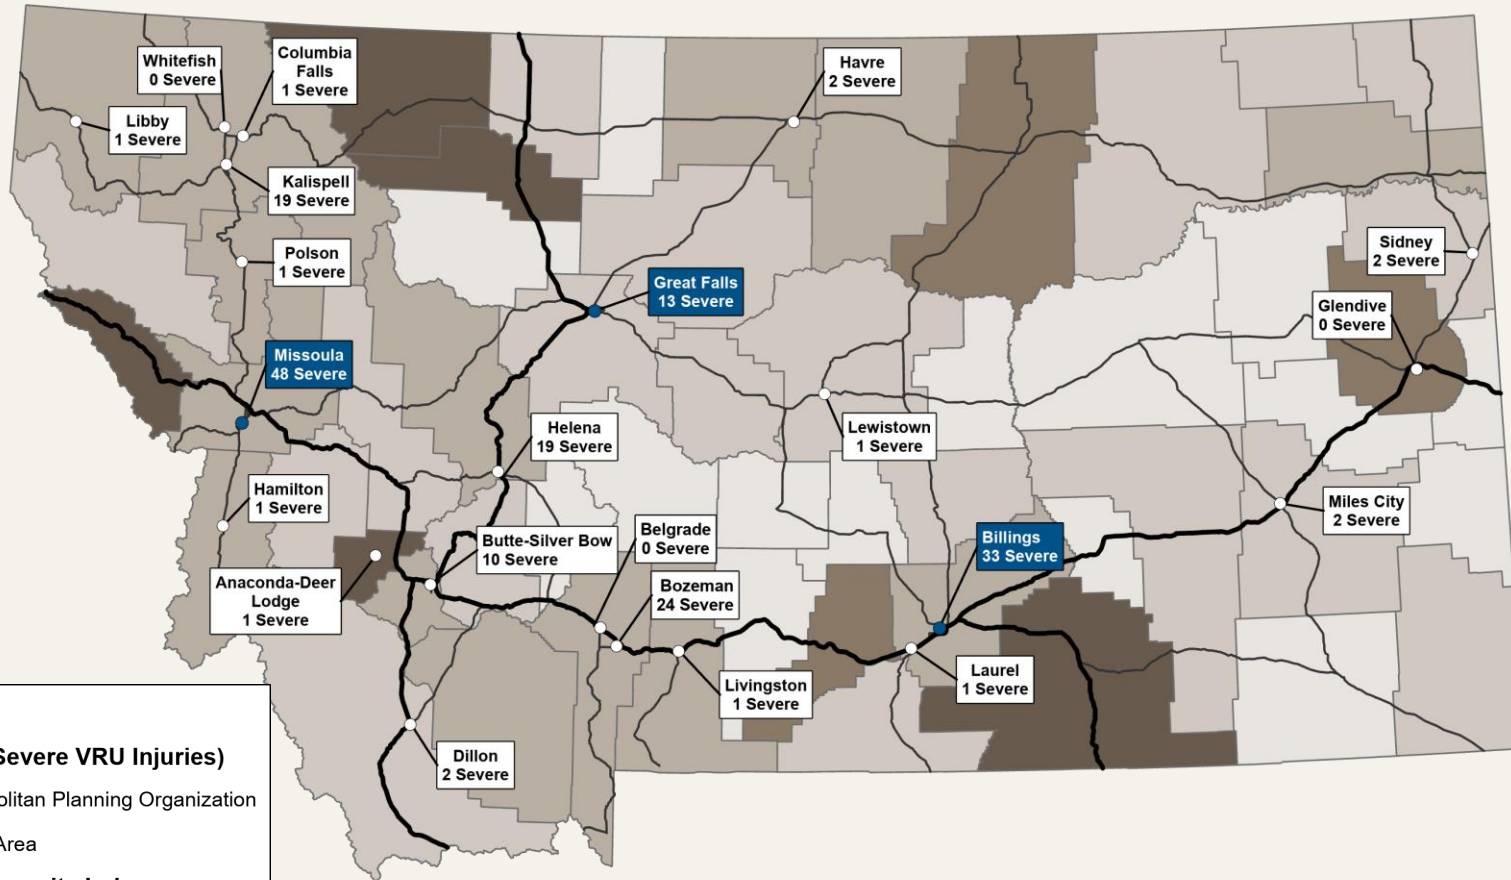 Whitefish
0 Severe
Columbia
Falls
1 Severe
Havre
2 Severe
Libby
1 Severe
Kalispell
19 Severe
Polson
1 Severe
Sidney
2 Severe
Great Falls
13 Severe
Glendive
0 Severe
Missoula
48 Severe
Helena
19 Severe
Lewistown
1 Severe
Hamilton
1 Severe
Miles City
2 Severe
Butte-Silver Bow
10 Severe
Belgrade
0 Severe
Billings
33 Severe
Anaconda-Deer
Lodge
1 Severe
Bozeman
24 Severe
Livingston
1 Severe
Laurel
1 Severe
Dillon
2 Severe
Severe VRU Injuries)
olitan Planning Organization
Area